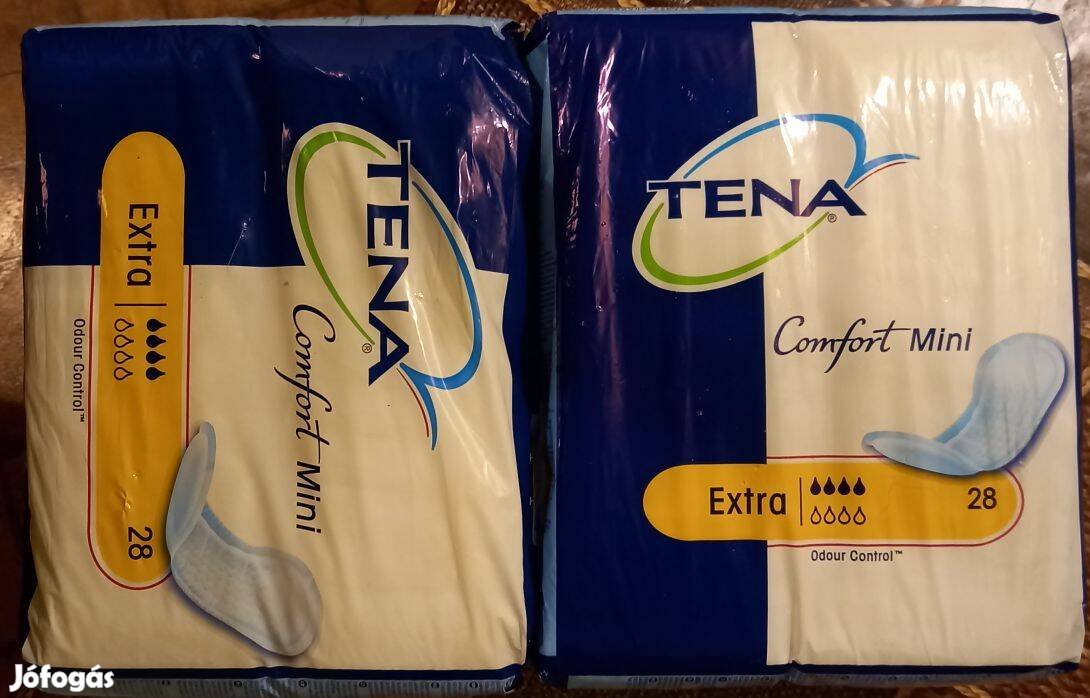 TENA®
Comfort Mini
Extra
28
Odour Control™
TENA®
Comfort Mini
Extra
28
Odour Control™
Jófogás